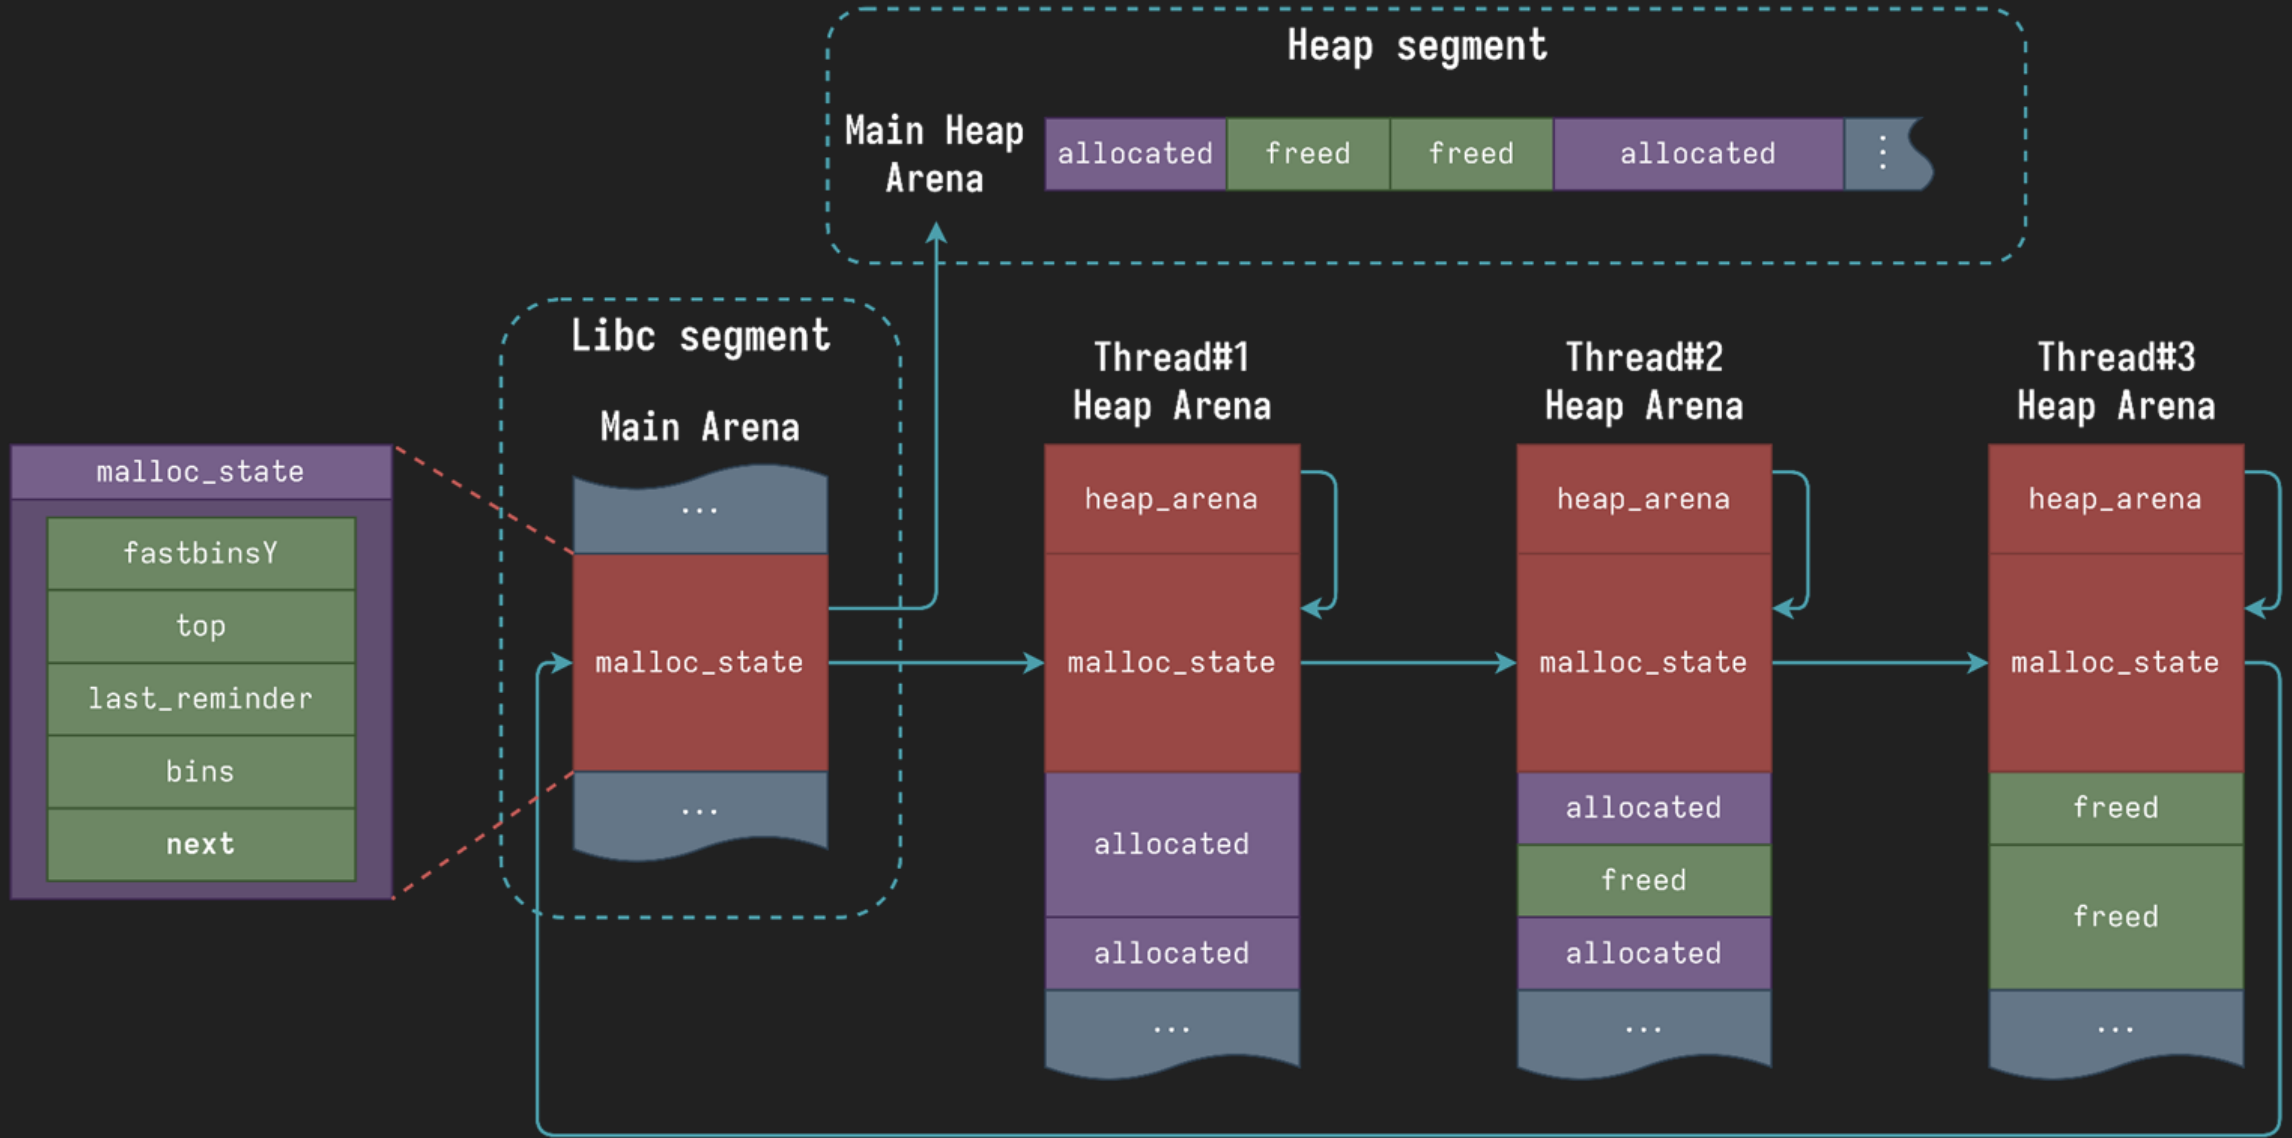 Heap segment
Main Heap
Arena
allocated
freed
freed
allocated
⋮
Libc segment
Main Arena
...
malloc_state
...
malloc_state
fastbinsY
top
last_reminder
bins
next
Thread#1
Heap Arena
heap_arena
malloc_state
allocated
allocated
...
Thread#2
Heap Arena
heap_arena
malloc_state
allocated
freed
allocated
...
Thread#3
Heap Arena
heap_arena
malloc_state
freed
freed
...